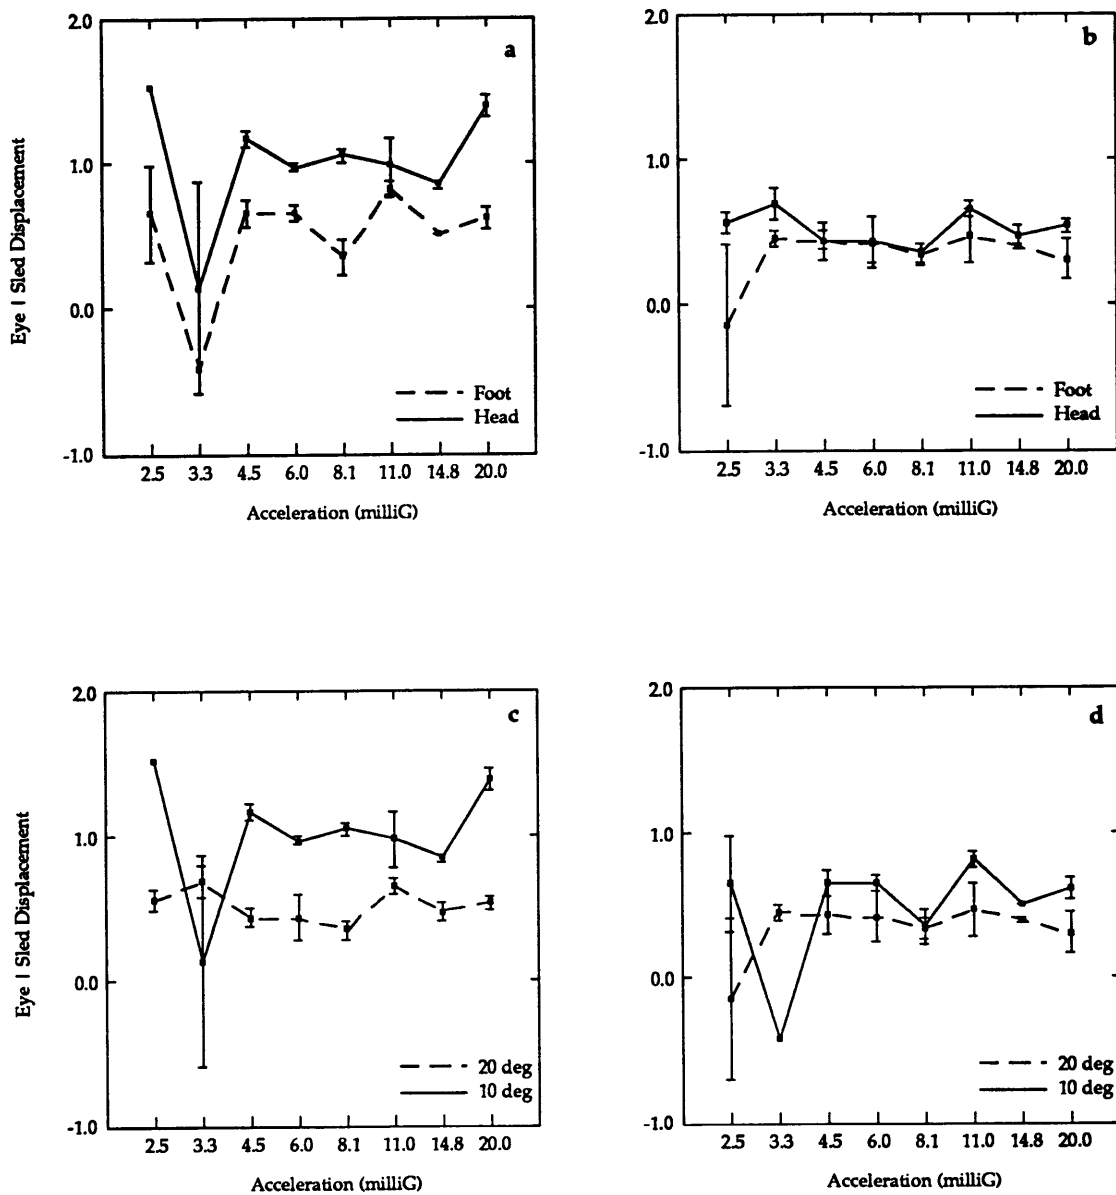 2.0
a
1.0
0.0
-1.0
Eye | Sled Displacement
Foot
Head
2.5 3.3 4.5 6.0 8.1 11.0 14.8 20.0
Acceleration (milliG)
2.0
b
1.0
0.0
-1.0
Foot
Head
2.5 3.3 4.5 6.0 8.1 11.0 14.8 20.0
Acceleration (milliG)
2.0
c
1.0
0.0
-1.0
Eye | Sled Displacement
20 deg
10 deg
2.5 3.3 4.5 6.0 8.1 11.0 14.8 20.0
Acceleration (milliG)
2.0
d
1.0
0.0
-1.0
20 deg
10 deg
2.5 3.3 4.5 6.0 8.1 11.0 14.8 20.0
Acceleration (milliG)